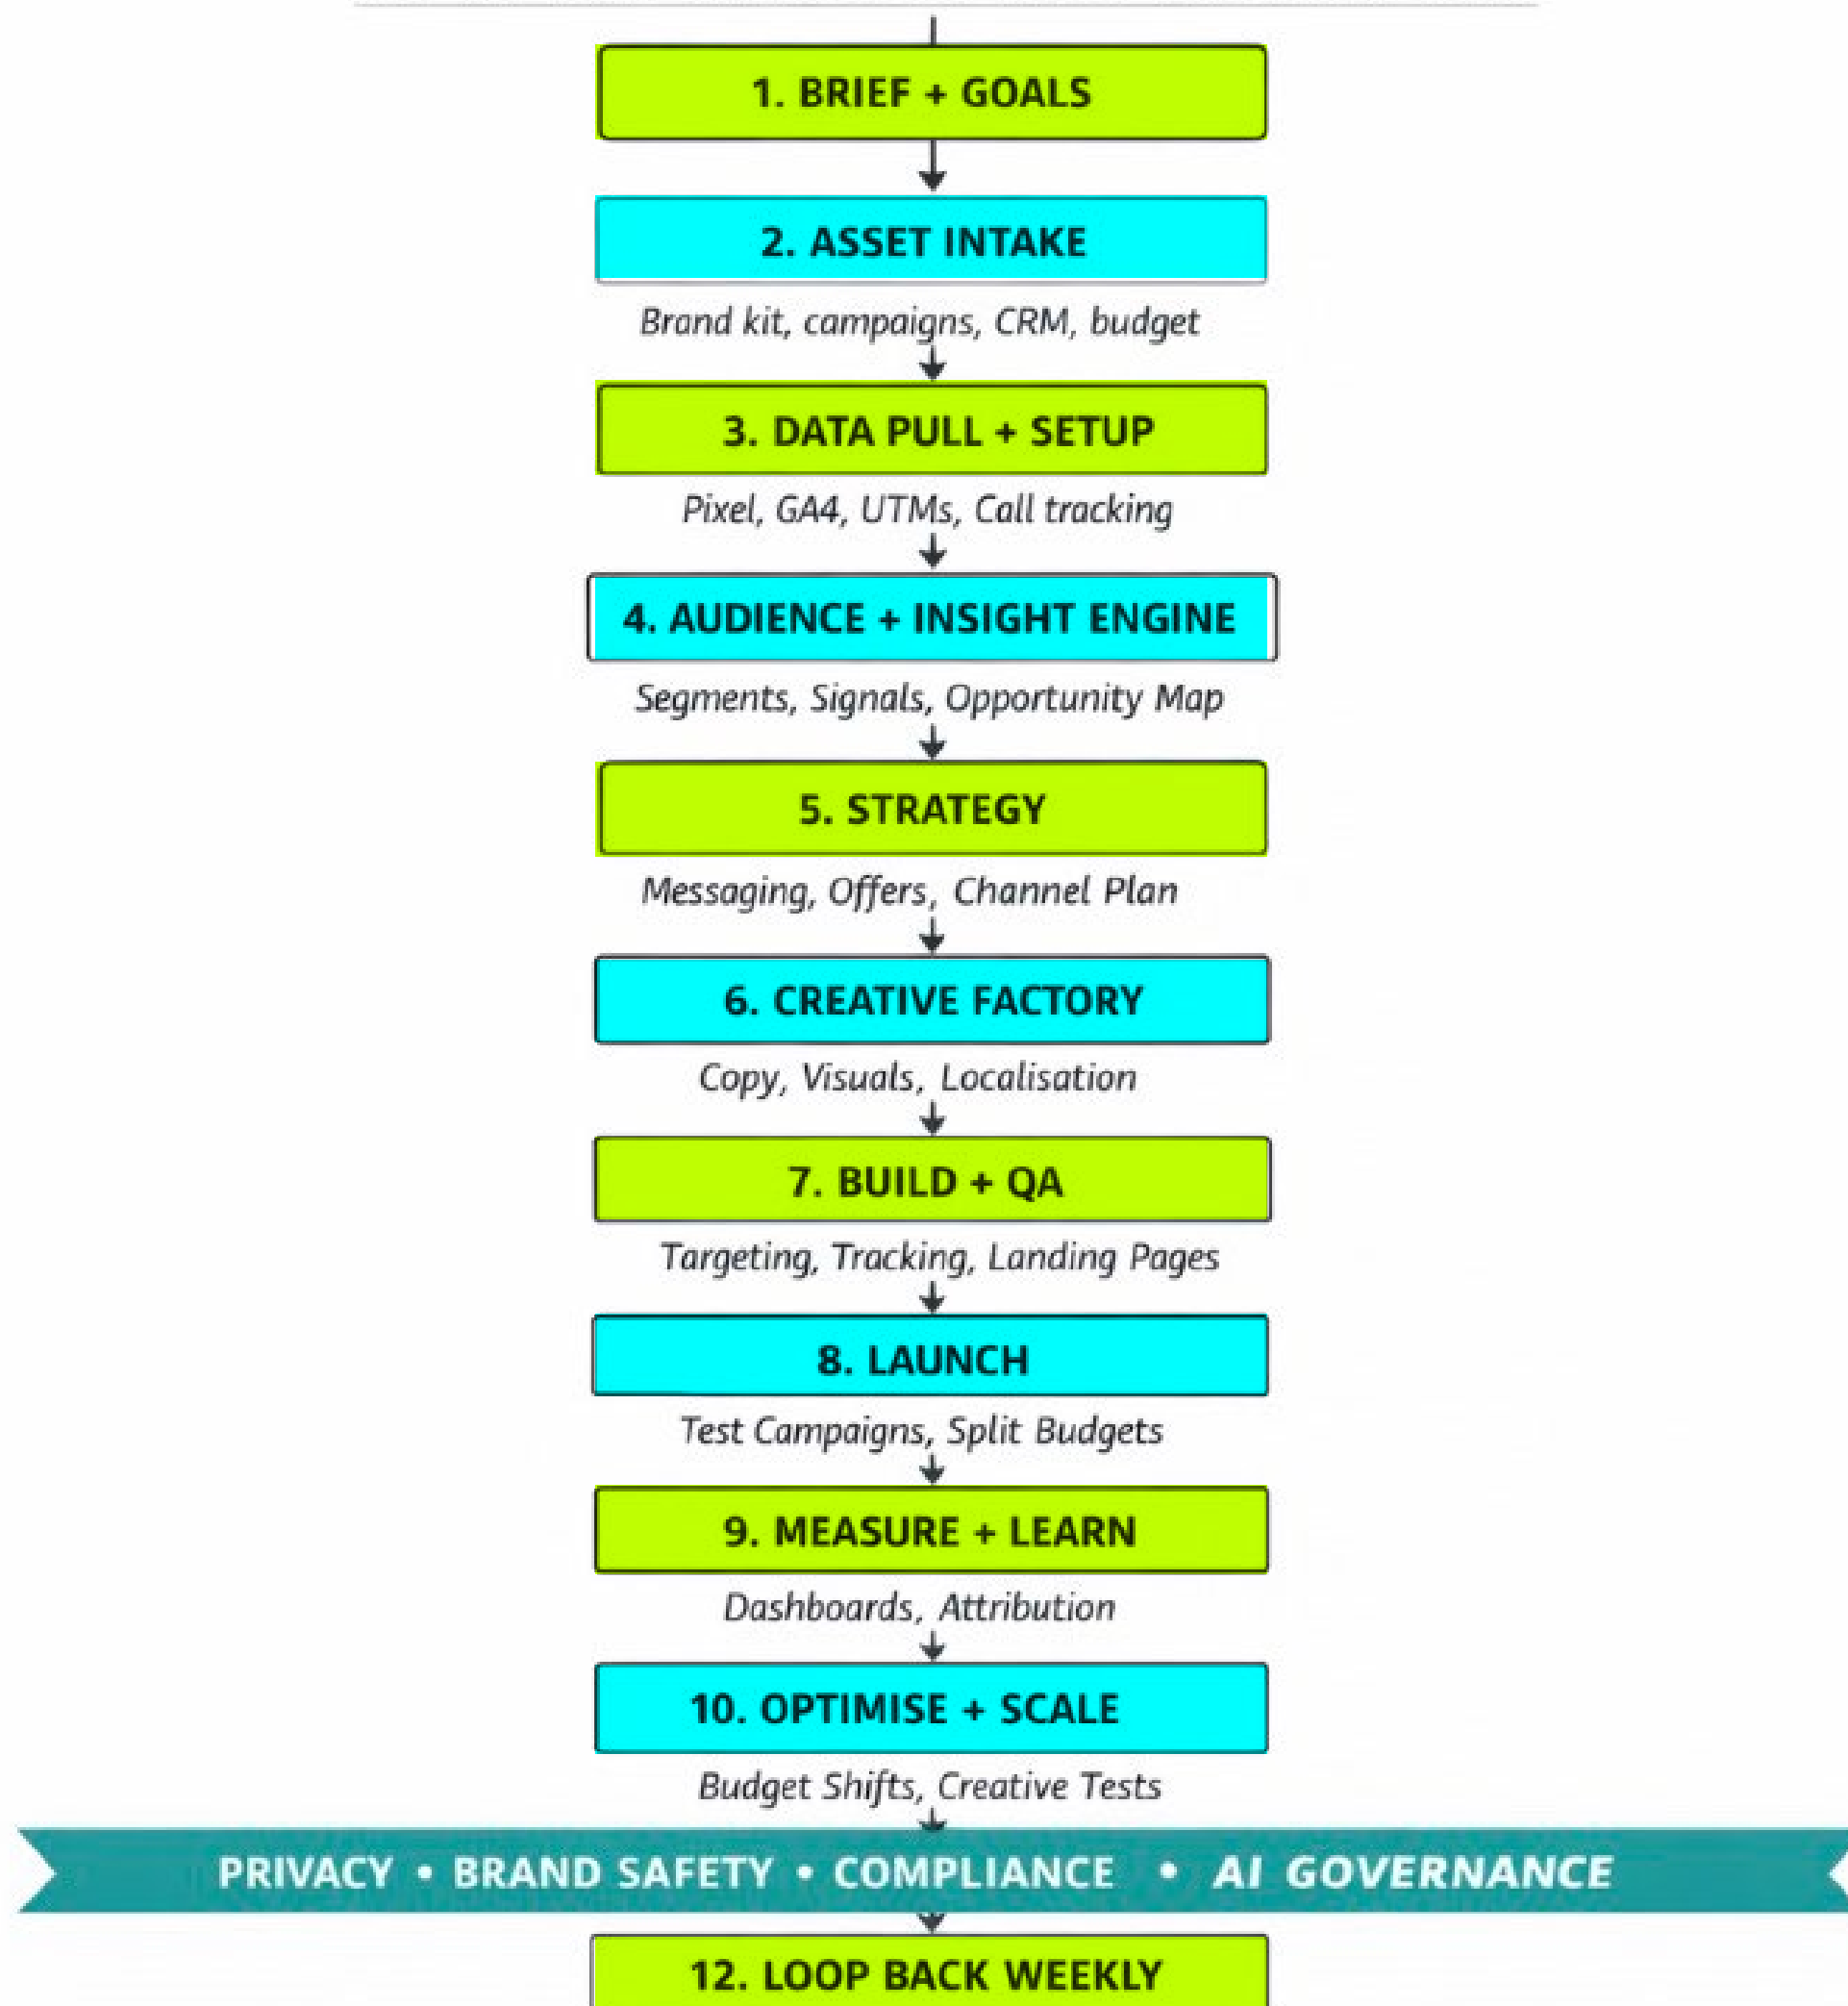 1. BRIEF + GOALS
2. ASSET INTAKE
Brand kit, campaigns, CRM, budget
3. DATA PULL + SETUP
Pixel, GA4, UTMs, Call tracking
4. AUDIENCE + INSIGHT ENGINE
Segments, Signals, Opportunity Map
5. STRATEGY
Messaging, Offers, Channel Plan
6. CREATIVE FACTORY
Copy, Visuals, Localisation
7. BUILD + QA
Targeting, Tracking, Landing Pages
8. LAUNCH
Test Campaigns, Split Budgets
9. MEASURE + LEARN
Dashboards, Attribution
10. OPTIMISE + SCALE
Budget Shifts, Creative Tests
PRIVACY • BRAND SAFETY • COMPLIANCE • AI GOVERNANCE
12. LOOP BACK WEEKLY